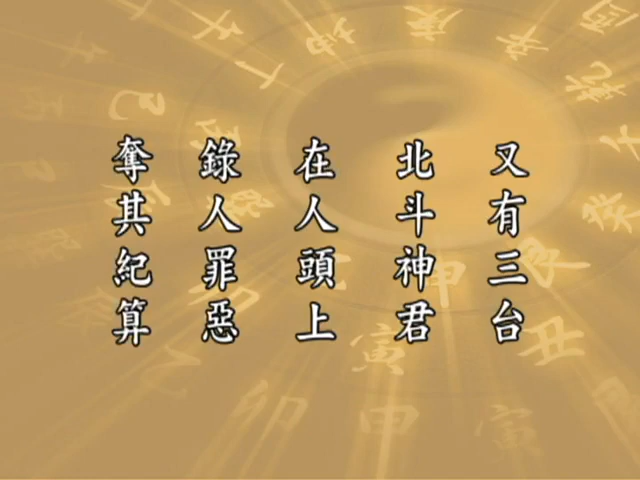 又有三台
北斗神君
在人頭上
錄人罪惡
奪其紀算